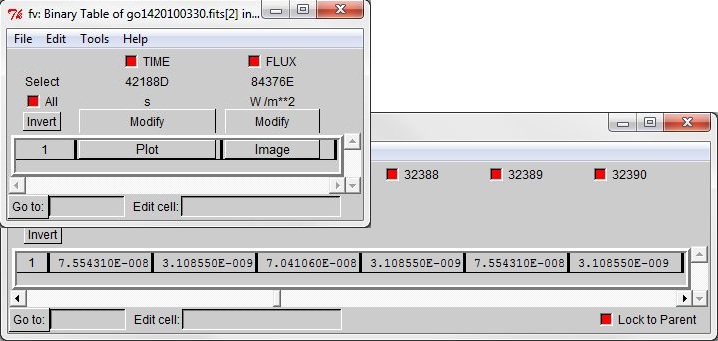 fv: Binary Table of go1420100330.fits[2] in...
File Edit Tools Help
TIME FLUX
Select 42188D 84376E
All s W /m**2
Invert Modify Modify
1 Plot Image
Go to: Edit cell:
32388 32389 32390
Invert
1 7.554310E-008 3.108550E-009 7.041060E-008 3.108550E-009 7.554310E-008 3.108550E-009
Go to: Edit cell: Lock to Parent